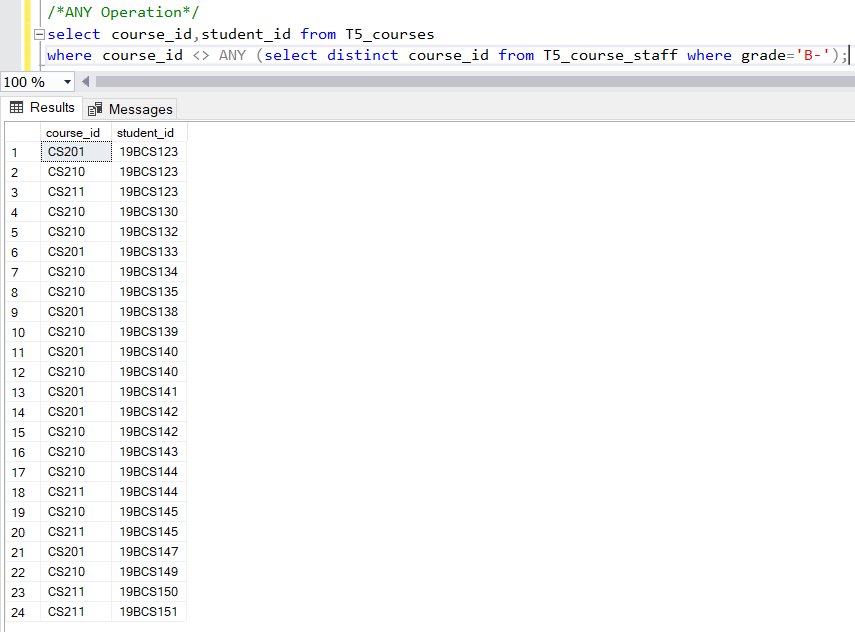 /*ANY Operation*/
select course_id,student_id from T5_courses
where course_id <> ANY (select distinct course_id from T5_course_staff where grade='B-');
100 %
Results Messages
course_id student_id
1 CS201 19BCS123
2 CS210 19BCS123
3 CS211 19BCS123
4 CS210 19BCS130
5 CS210 19BCS132
6 CS201 19BCS133
7 CS210 19BCS134
8 CS210 19BCS135
9 CS201 19BCS138
10 CS210 19BCS139
11 CS201 19BCS140
12 CS210 19BCS140
13 CS201 19BCS141
14 CS201 19BCS142
15 CS210 19BCS142
16 CS210 19BCS143
17 CS210 19BCS144
18 CS211 19BCS144
19 CS210 19BCS145
20 CS211 19BCS145
21 CS201 19BCS147
22 CS210 19BCS149
23 CS211 19BCS150
24 CS211 19BCS151